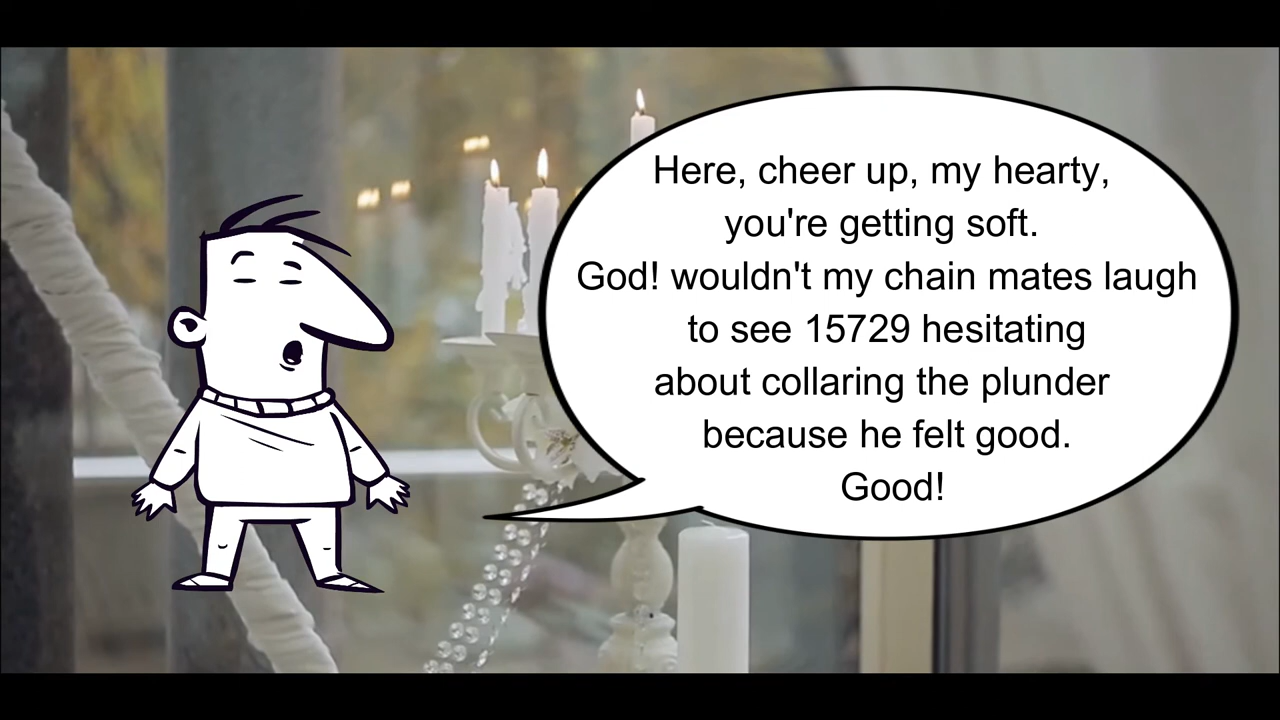 Here, cheer up, my hearty,
you're getting soft.
God! wouldn't my chain mates laugh
to see 15729 hesitating
about collaring the plunder
because he felt good.
Good!